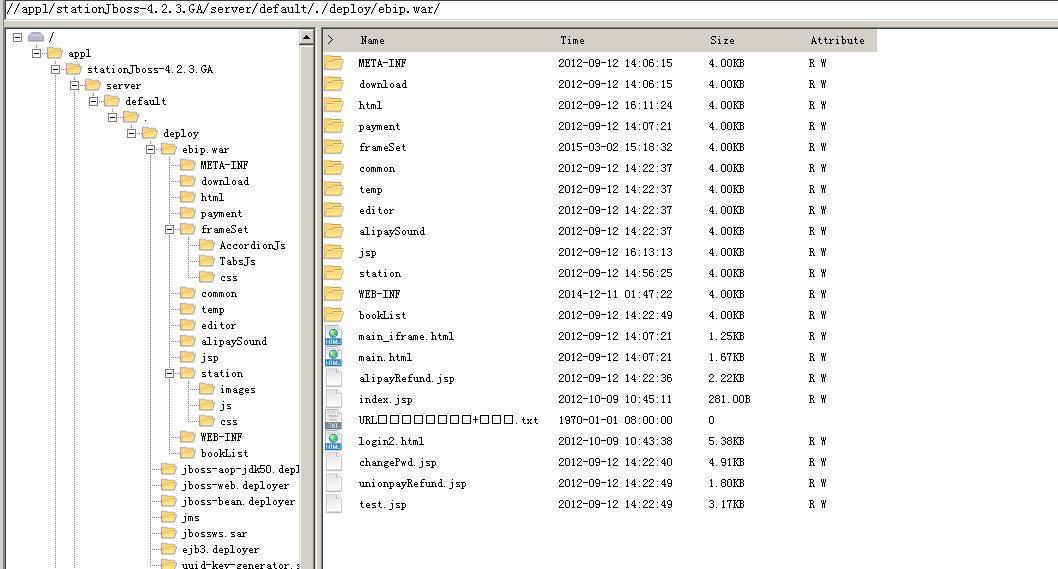 //appl/stationJboss-4.2.3.GA/server/default/./deploy/ebip.war/
/
appl
stationJboss-4.2.3.GA
server
default
.
deploy
ebip.war
META-INF
download
html
payment
frameSet
AccordionJs
TabsJs
css
common
temp
editor
alipaySound
jsp
station
images
js
css
WEB-INF
bookList
jboss-aop-jdk50.depl
jboss-web.deployer
jboss-bean.deployer
jms
jbossws.sar
ejb3.deployer
uuid-key-generator.s
Name Time Size Attribute
META-INF 2012-09-12 14:06:15 4.00KB R W
download 2012-09-12 14:06:15 4.00KB R W
html 2012-09-12 16:11:24 4.00KB R W
payment 2012-09-12 14:07:21 4.00KB R W
frameSet 2015-03-02 15:18:32 4.00KB R W
common 2012-09-12 14:22:37 4.00KB R W
temp 2012-09-12 14:22:37 4.00KB R W
editor 2012-09-12 14:22:37 4.00KB R W
alipaySound 2012-09-12 14:22:37 4.00KB R W
jsp 2012-09-12 16:13:13 4.00KB R W
station 2012-09-12 14:56:25 4.00KB R W
WEB-INF 2014-12-11 01:47:22 4.00KB R W
bookList 2012-09-12 14:22:49 4.00KB R W
main_iframe.html 2012-09-12 14:07:21 1.25KB R W
main.html 2012-09-12 14:07:21 1.67KB R W
alipayRefund.jsp 2012-09-12 14:22:36 2.22KB R W
index.jsp 2012-10-09 10:45:11 281.00B R W
URL□□□□□□□□+□□□.txt 1970-01-01 08:00:00 0
login2.html 2012-10-09 10:43:38 5.38KB R W
changePwd.jsp 2012-09-12 14:22:40 4.91KB R W
unionpayRefund.jsp 2012-09-12 14:22:49 1.80KB R W
test.jsp 2012-09-12 14:22:49 3.17KB R W